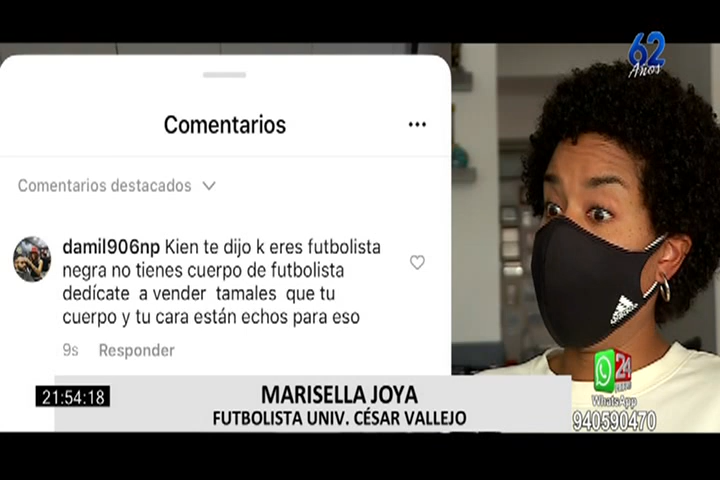 62
Años
Comentarios
Comentarios destacados
damil906np Kien te dijo k eres futbolista
negra no tienes cuerpo de futbolista
dedícate a vender tamales que tu
cuerpo y tu cara están echos para eso
9s Responder
adidas
24
WhatsApp
940590470
21:54:18
MARISELLA JOYA
FUTBOLISTA UNIV. CÉSAR VALLEJO